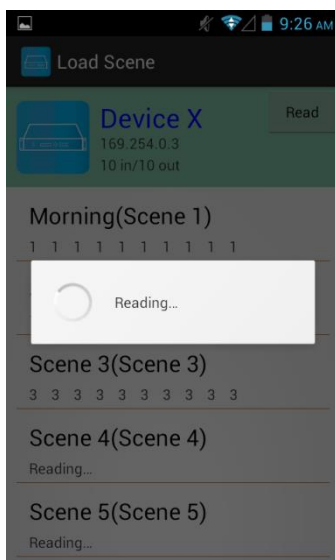 9:26 AM
Load Scene
Device X
Read
169.254.0.3
10 in/10 out
Morning(Scene 1)
1 1 1 1 1 1 1 1 1 1
Reading...
Scene 3(Scene 3)
3 3 3 3 3 3 3 3 3 3
Scene 4(Scene 4)
Reading...
Scene 5(Scene 5)
Reading...